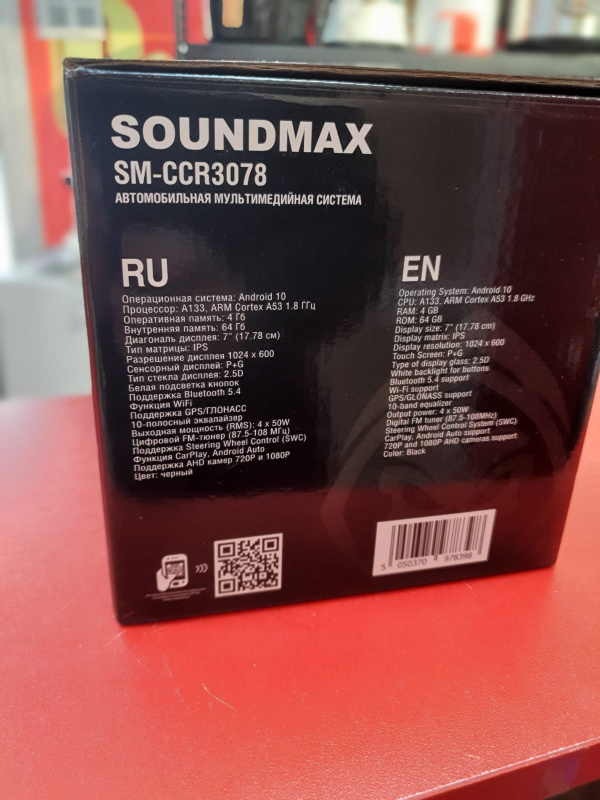 SOUNDMAX
SM-CCR3078
АВТОМОБИЛЬНАЯ МУЛЬТИМЕДИЙНАЯ СИСТЕМА
RU
Операционная система: Android 10
Процессор: A133, ARM Cortex A53 1.8 ГГц
Оперативная память: 4 Гб
Внутренняя память: 64 Гб
Диагональ дисплея: 7" (17.78 см)
Тип матрицы: IPS
Разрешение дисплея 1024 x 600
Сенсорный дисплей: P+G
Тип стекла дисплея: 2.5D
Белая подсветка кнопок
Поддержка Bluetooth 5.4
Функция WiFi
Поддержка GPS/ГЛОНАСС
10-полосный эквалайзер
Выходная мощность (RMS): 4 x 50W
Цифровой FM-тюнер (87.5-108 МГц)
Поддержка Steering Wheel Control (SWC)
Функция CarPlay, Android Auto
Поддержка AHD камер 720P и 1080P
Цвет: черный
EN
Operating System: Android 10
CPU: A133, ARM Cortex A53 1.8 GHz
RAM: 4 GB
ROM: 64 GB
Display size: 7" (17.78 cm)
Display matrix: IPS
Display resolution: 1024 x 600
Touch Screen: P+G
Type of display glass: 2.5D
White backlight for buttons
Bluetooth 5.4 support
Wi-Fi support
GPS/GLONASS support
10-band equalizer
Output power: 4 x 50W
Digital FM tuner (87.5-108MHz)
Steering Wheel Control System (SWC)
CarPlay, Android Auto support
720P and 1080P AHD cameras support
Color: Black
5 050370 978398